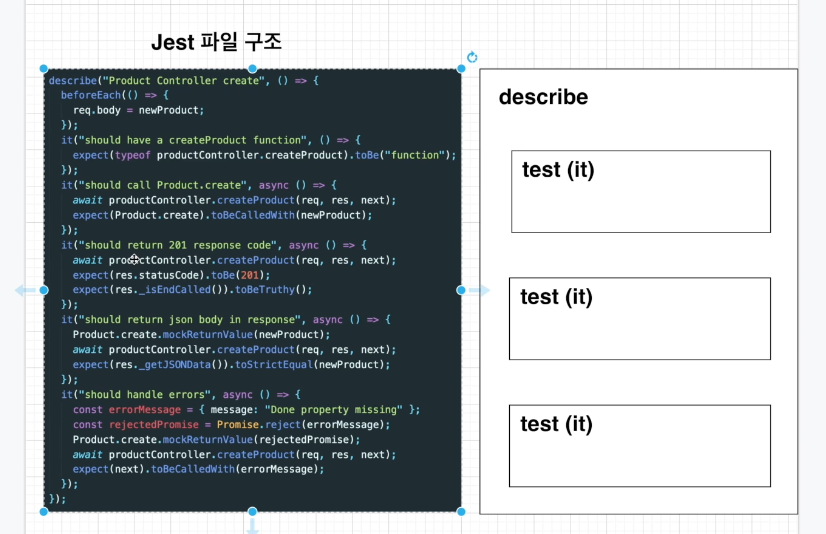 Jest 파일 구조
describe("Product Controller create", () => {
  beforeEach(() => {
    req.body = newProduct;
  });
  it("should have a createProduct function", () => {
    expect(typeof productController.createProduct).toBe("function");
  });
  it("should call Product.create", async () => {
    await productController.createProduct(req, res, next);
    expect(Product.create).toBeCalledWith(newProduct);
  });
  it("should return 201 response code", async () => {
    await productController.createProduct(req, res, next);
    expect(res.statusCode).toBe(201);
    expect(res._isEndCalled()).toBeTruthy();
  });
  it("should return json body in response", async () => {
    Product.create.mockReturnValue(newProduct);
    await productController.createProduct(req, res, next);
    expect(res._getJSONData()).toStrictEqual(newProduct);
  });
  it("should handle errors", async () => {
    const errorMessage = { message: "Done property missing" };
    const rejectedPromise = Promise.reject(errorMessage);
    Product.create.mockReturnValue(rejectedPromise);
    await productController.createProduct(req, res, next);
    expect(next).toBeCalledWith(errorMessage);
  });
});
describe
test (it)
test (it)
test (it)